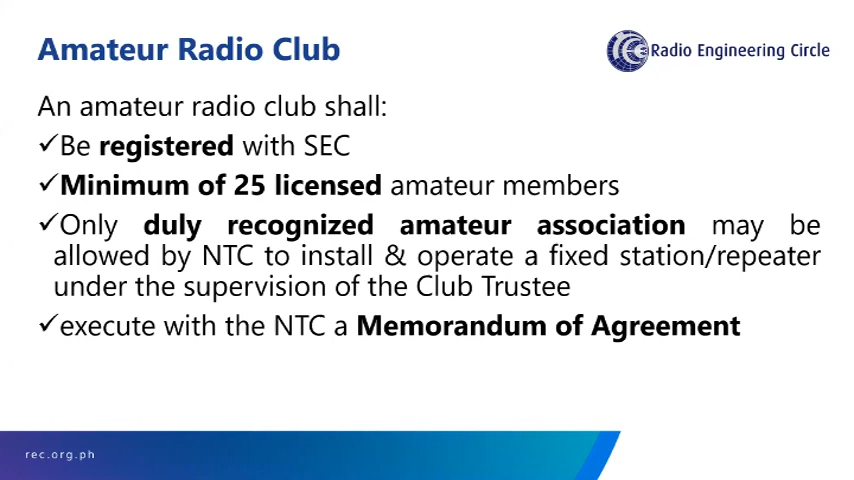 Amateur Radio Club
Radio Engineering Circle
An amateur radio club shall:
✓Be registered with SEC
✓Minimum of 25 licensed amateur members
✓Only duly recognized amateur association may be
allowed by NTC to install & operate a fixed station/repeater
under the supervision of the Club Trustee
✓execute with the NTC a Memorandum of Agreement
rec.org.ph